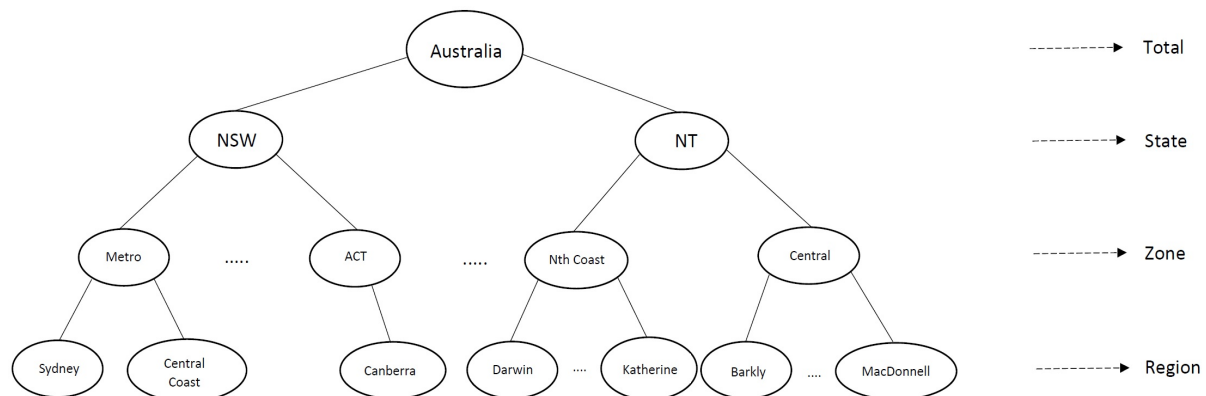 Australia
Total
NSW
NT
State
Metro
.....
ACT
.....
Nth Coast
Central
Zone
Sydney
Central
Coast
Canberra
Darwin
....
Katherine
Barkly
....
MacDonnell
Region